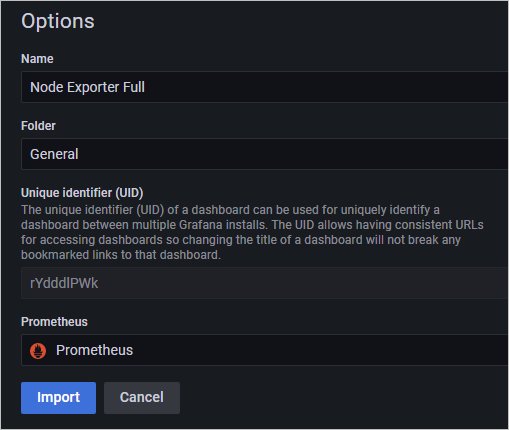 Options
Name
Node Exporter Full
Folder
General
Unique identifier (UID)
The unique identifier (UID) of a dashboard can be used for uniquely identify a
dashboard between multiple Grafana installs. The UID allows having consistent URLs
for accessing dashboards so changing the title of a dashboard will not break any
bookmarked links to that dashboard.
rYdddlPWk
Prometheus
Prometheus
Import Cancel